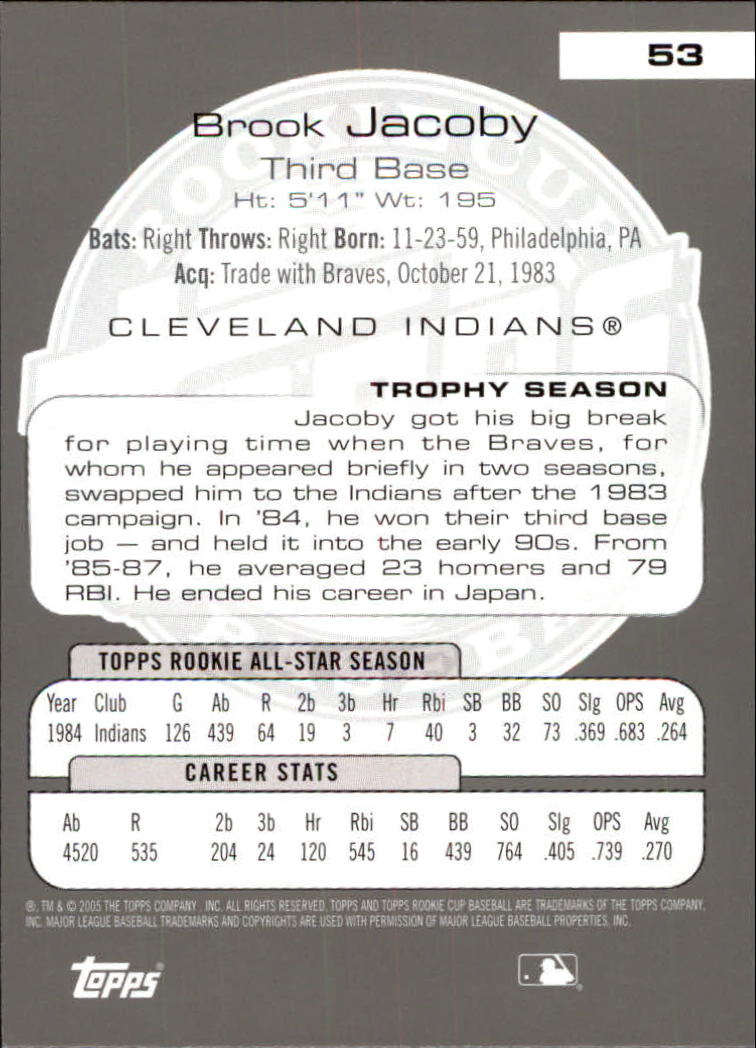 53
Brook Jacoby
Third Base
Ht: 5'11" Wt: 195
Bats: Right Throws: Right Born: 11-23-59, Philadelphia, PA
Acq: Trade with Braves, October 21, 1983
CLEVELAND INDIANS®
TROPHY SEASON
Jacoby got his big break
for playing time when the Braves, for
whom he appeared briefly in two seasons,
swapped him to the Indians after the 1983
campaign. In '84, he won their third base
job — and held it into the early 90s. From
'85-87, he averaged 23 homers and 79
RBI. He ended his career in Japan.
TOPPS ROOKIE ALL-STAR SEASON
Year Club G Ab R 2b 3b Hr Rbi SB BB SO Slg OPS Avg
1984 Indians 126 439 64 19 3 7 40 3 32 73 .369 .683 .264
CAREER STATS
Ab R 2b 3b Hr Rbi SB BB SO Slg OPS Avg
4520 535 204 24 120 545 16 439 764 .405 .739 .270
®, TM & © 2005 THE TOPPS COMPANY, INC. ALL RIGHTS RESERVED. TOPPS AND TOPPS ROOKIE CUP BASEBALL ARE TRADEMARKS OF THE TOPPS COMPANY,
INC. MAJOR LEAGUE BASEBALL TRADEMARKS AND COPYRIGHTS ARE USED WITH PERMISSION OF MAJOR LEAGUE BASEBALL PROPERTIES, INC.
topps